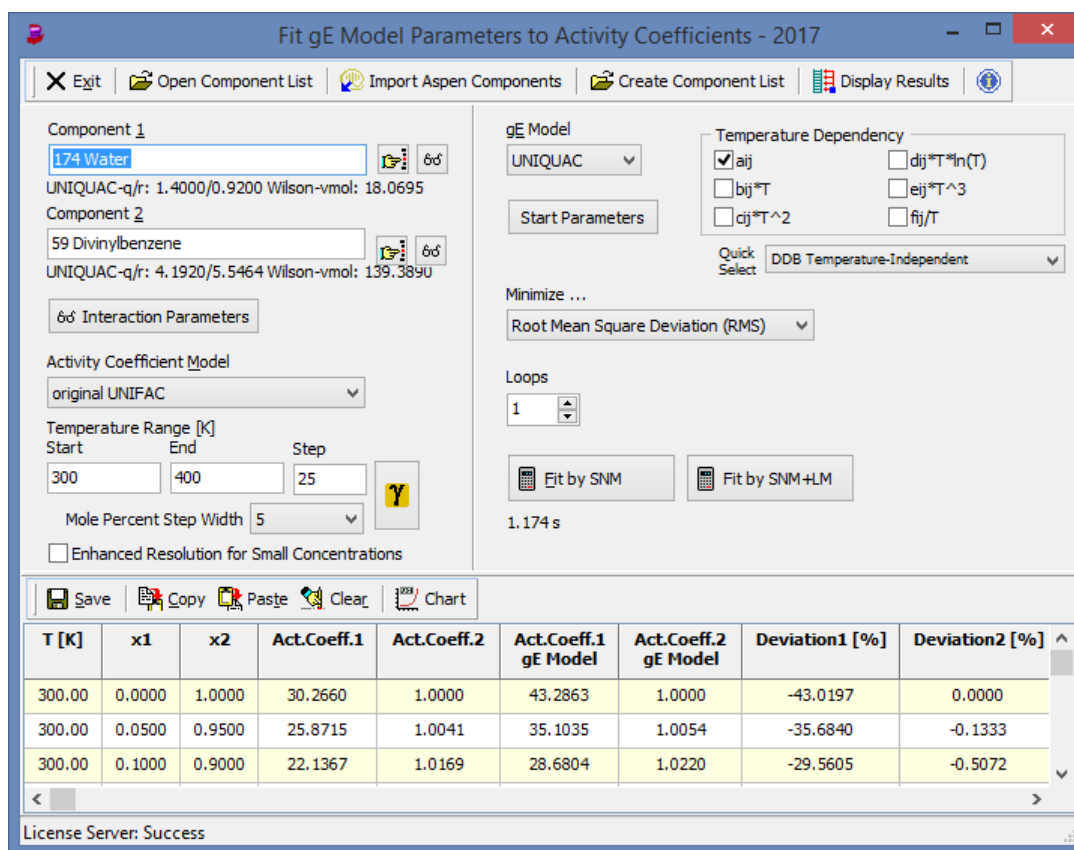 Fit gE Model Parameters to Activity Coefficients - 2017
Exit Open Component List Import Aspen Components Create Component List Display Results
Component 1
174 Water
UNIQUAC-q/r: 1.4000/0.9200 Wilson-vmol: 18.0695
Component 2
59 Divinylbenzene
UNIQUAC-q/r: 4.1920/5.5464 Wilson-vmol: 139.3890
Interaction Parameters
Activity Coefficient Model
original UNIFAC
Temperature Range [K]
Start End Step
300 400 25
γ
Mole Percent Step Width 5
Enhanced Resolution for Small Concentrations
gE Model
UNIQUAC
Start Parameters
Temperature Dependency
aij dij*T*ln(T)
bij*T eij*T^3
cij*T^2 fij/T
Quick Select DDB Temperature-Independent
Minimize ...
Root Mean Square Deviation (RMS)
Loops
1
Fit by SNM Fit by SNM+LM
1.174 s
Save Copy Paste Clear Chart
T [K] x1 x2 Act.Coeff.1 Act.Coeff.2 Act.Coeff.1 gE Model Act.Coeff.2 gE Model Deviation1 [%] Deviation2 [%]
300.00 0.0000 1.0000 30.2660 1.0000 43.2863 1.0000 -43.0197 0.0000
300.00 0.0500 0.9500 25.8715 1.0041 35.1035 1.0054 -35.6840 -0.1333
300.00 0.1000 0.9000 22.1367 1.0169 28.6804 1.0220 -29.5605 -0.5072
License Server: Success